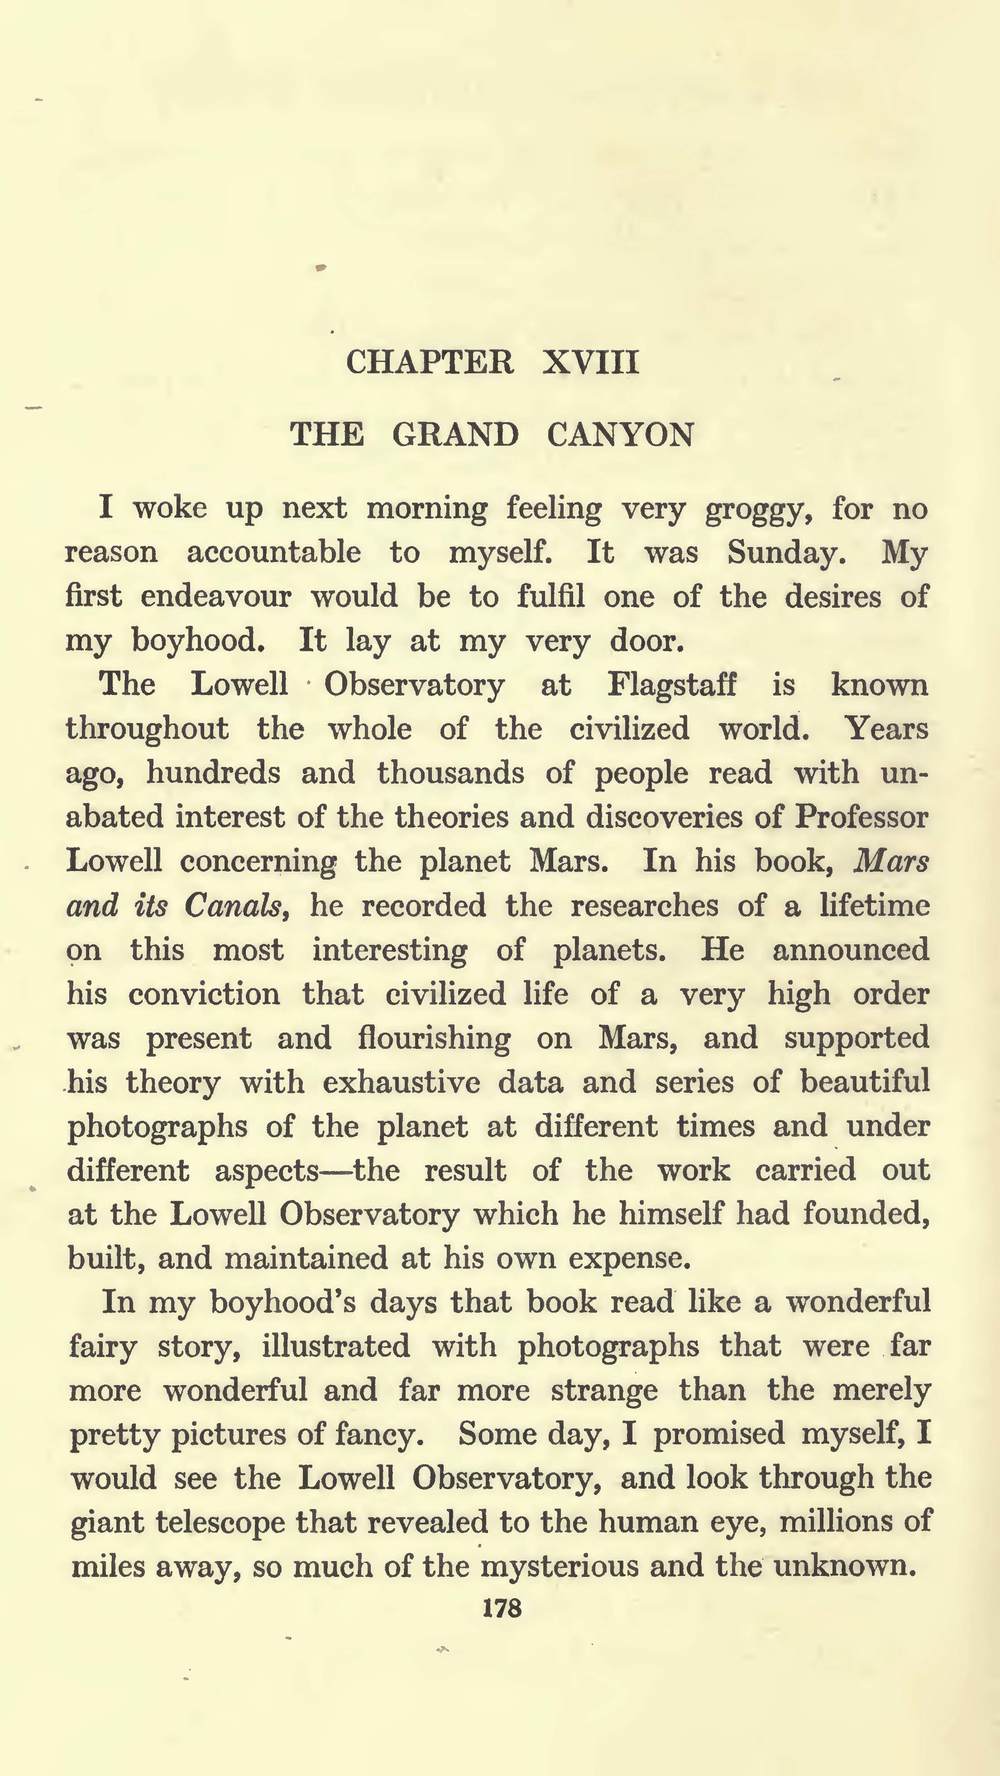 CHAPTER XVIII
THE GRAND CANYON
I woke up next morning feeling very groggy, for no
reason accountable to myself. It was Sunday. My
first endeavour would be to fulfil one of the desires of
my boyhood. It lay at my very door.
The Lowell Observatory at Flagstaff is known
throughout the whole of the civilized world. Years
ago, hundreds and thousands of people read with un-
abated interest of the theories and discoveries of Professor
Lowell concerning the planet Mars. In his book, Mars
and its Canals, he recorded the researches of a lifetime
on this most interesting of planets. He announced
his conviction that civilized life of a very high order
was present and flourishing on Mars, and supported
his theory with exhaustive data and series of beautiful
photographs of the planet at different times and under
different aspects—the result of the work carried out
at the Lowell Observatory which he himself had founded,
built, and maintained at his own expense.
In my boyhood's days that book read like a wonderful
fairy story, illustrated with photographs that were far
more wonderful and far more strange than the merely
pretty pictures of fancy. Some day, I promised myself, I
would see the Lowell Observatory, and look through the
giant telescope that revealed to the human eye, millions of
miles away, so much of the mysterious and the unknown.
178